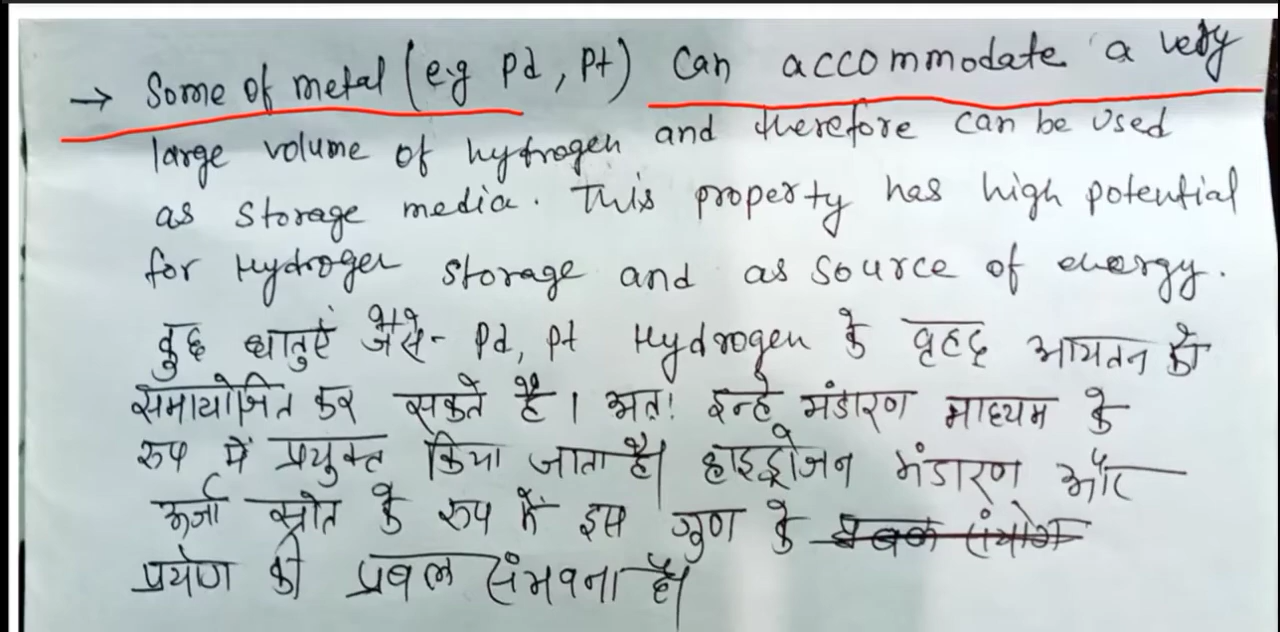 → Some of metal (e.g Pd, Pt) can accommodate a very
large volume of hydrogen and therefore can be used
as storage media. This property has high potential
for Hydrogen storage and as source of energy.
कुछ धातुएं जैसे- Pd, Pt Hydrogen के वृहद् आयतन को
समायोजित कर सकते है। अतः इन्हे भंडारण माध्यम के
रुप में प्रयुक्त किया जाता है। हाइड्रोजन भंडारण और
ऊर्जा स्रोत के रुप में इस गुण के प्रबल संयोग
प्रयोग की प्रबल संभवना है।